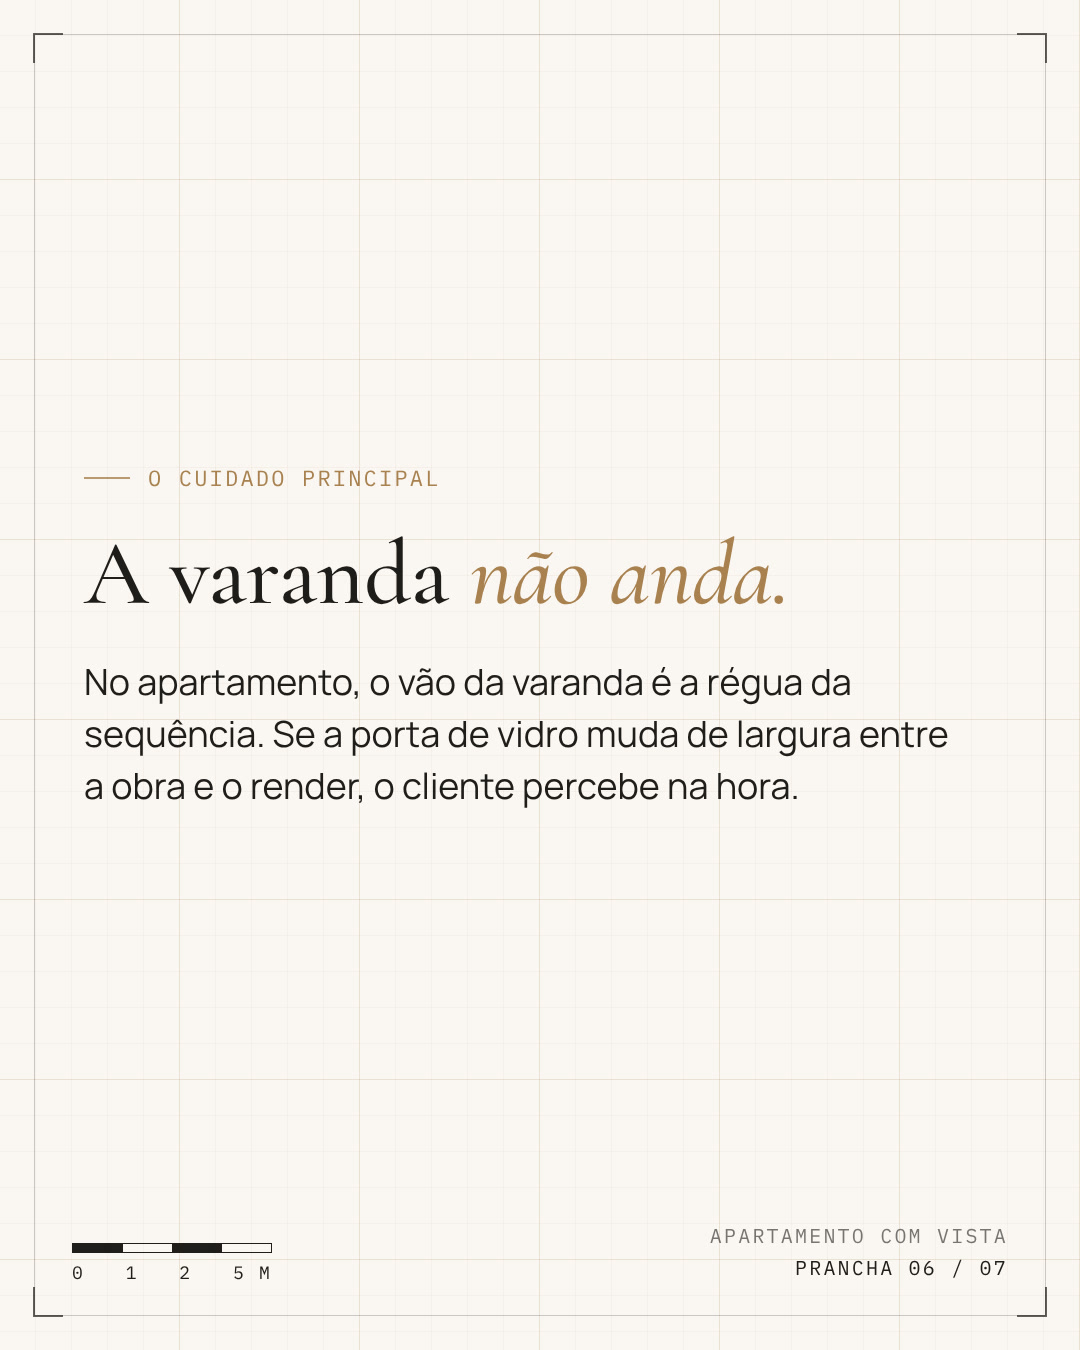 O CUIDADO PRINCIPAL
A varanda não anda.
No apartamento, o vão da varanda é a régua da
sequência. Se a porta de vidro muda de largura entre
a obra e o render, o cliente percebe na hora.
0 1 2 5 M
APARTAMENTO COM VISTA
PRANCHA 06 / 07